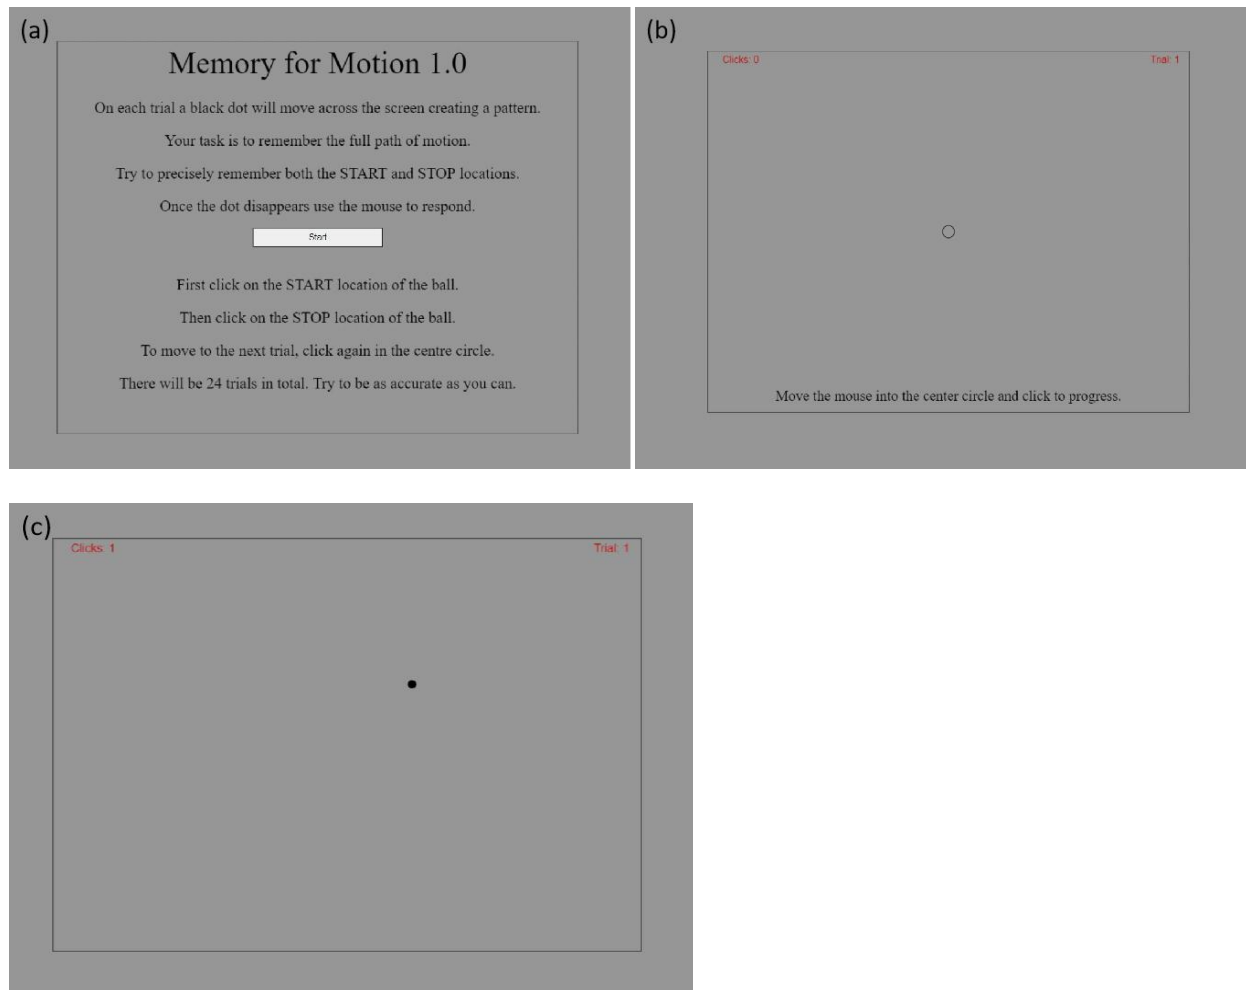 (a)
Memory for Motion 1.0
On each trial a black dot will move across the screen creating a pattern.
Your task is to remember the full path of motion.
Try to precisely remember both the START and STOP locations.
Once the dot disappears use the mouse to respond.
Start
First click on the START location of the ball.
Then click on the STOP location of the ball.
To move to the next trial, click again in the centre circle.
There will be 24 trials in total. Try to be as accurate as you can.
(b)
Clicks: 0
Trial: 1
Move the mouse into the center circle and click to progress.
(c)
Clicks: 1
Trial: 1